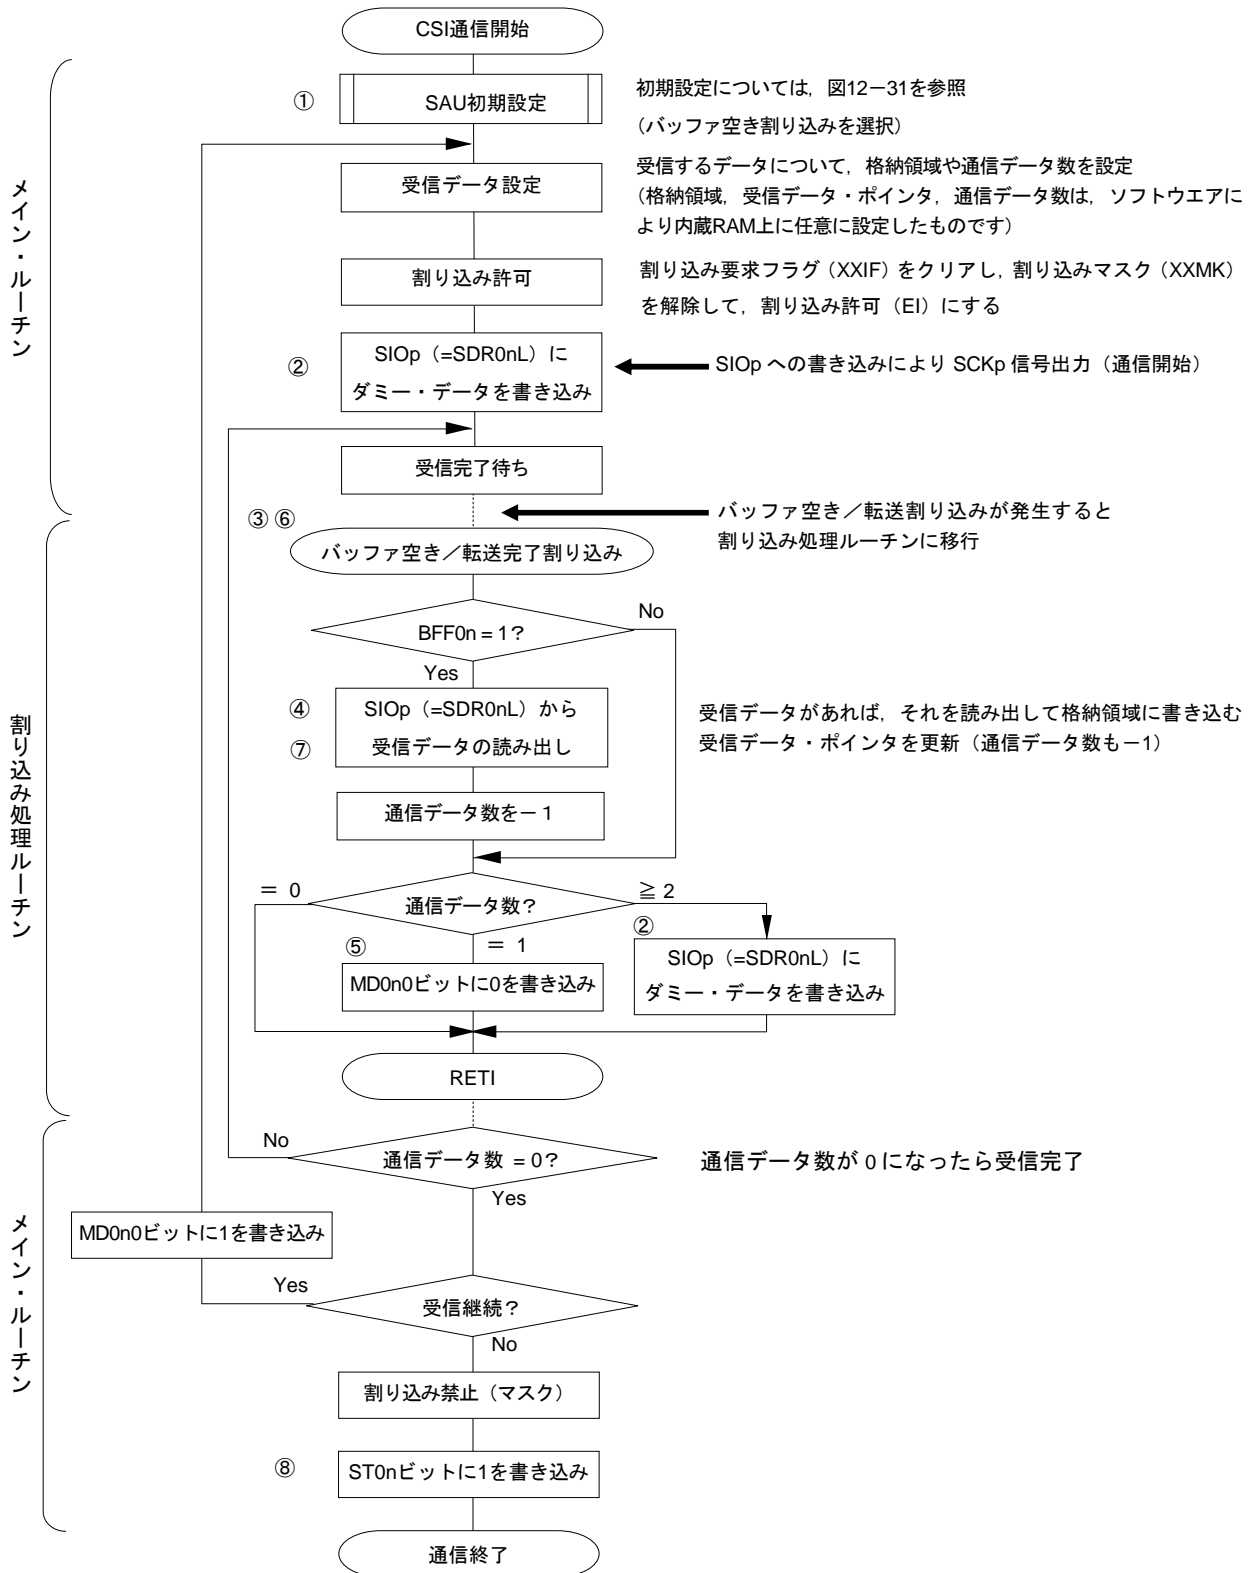 CSI通信開始
① SAU初期設定
初期設定については，図12－31を参照
（バッファ空き割り込みを選択）
メイン・ルーチン
受信データ設定
受信するデータについて，格納領域や通信データ数を設定
（格納領域，受信データ・ポインタ，通信データ数は，ソフトウエアに
より内蔵RAM上に任意に設定したものです）
割り込み許可
割り込み要求フラグ（XXIF）をクリアし，割り込みマスク（XXMK）
を解除して，割り込み許可（EI）にする
②
SIOp（=SDR0nL）に
ダミー・データを書き込み
SIOp への書き込みにより SCKp 信号出力（通信開始）
受信完了待ち
③ ⑥
バッファ空き／転送割り込みが発生すると
割り込み処理ルーチンに移行
バッファ空き／転送完了割り込み
割り込み処理ルーチン
BFF0n = 1？
No
Yes
④ SIOp（=SDR0nL）から
⑦ 受信データの読み出し
受信データがあれば，それを読み出して格納領域に書き込む
受信データ・ポインタを更新（通信データ数も－1）
通信データ数を－１
通信データ数？
＝ 0
≧ 2
＝ 1
⑤
MD0n0ビットに0を書き込み
②
SIOp（=SDR0nL）に
ダミー・データを書き込み
RETI
メイン・ルーチン
通信データ数 =0？
No
Yes
通信データ数が 0 になったら受信完了
MD0n0ビットに1を書き込み
受信継続？
Yes
No
割り込み禁止（マスク）
⑧ ST0nビットに1を書き込み
通信終了